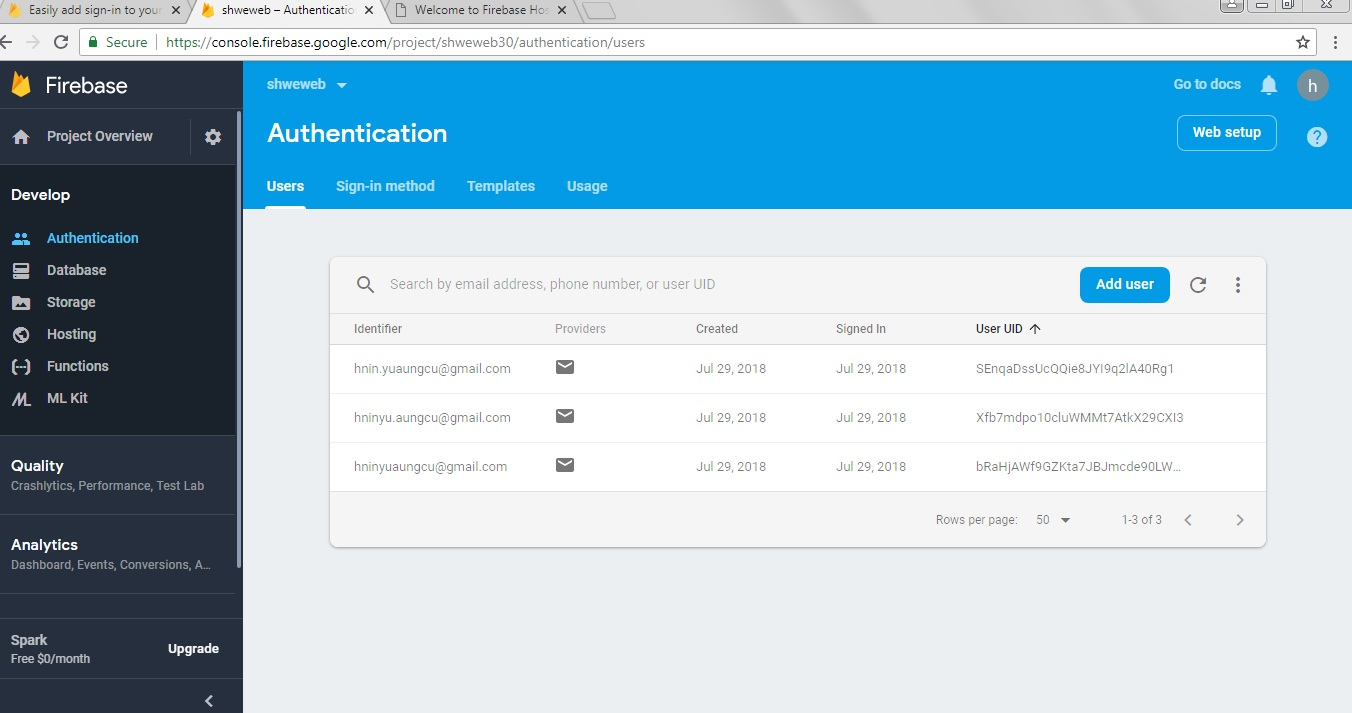 Easily add sign-in to your
shweweb – Authenticatio
Welcome to Firebase Hos
Secure
https://console.firebase.google.com/project/shweweb30/authentication/users
Firebase
Project Overview
Develop
Authentication
Database
Storage
Hosting
Functions
ML Kit
Quality
Crashlytics, Performance, Test Lab
Analytics
Dashboard, Events, Conversions, A...
Spark
Free $0/month
Upgrade
shweweb
Go to docs
h
Authentication
Web setup
?
Users Sign-in method Templates Usage
Search by email address, phone number, or user UID
Add user
Identifier Providers Created Signed In User UID
hnin.yuaungcu@gmail.com Jul 29, 2018 Jul 29, 2018 SEnqaDssUcQQie8JYI9q2lA40Rg1
hninyu.aungcu@gmail.com Jul 29, 2018 Jul 29, 2018 Xfb7mdpo10cluWMMt7AtkX29CXI3
hninyuaungcu@gmail.com Jul 29, 2018 Jul 29, 2018 bRaHjAWf9GZKta7JBJmcde90LW...
Rows per page: 50 1-3 of 3